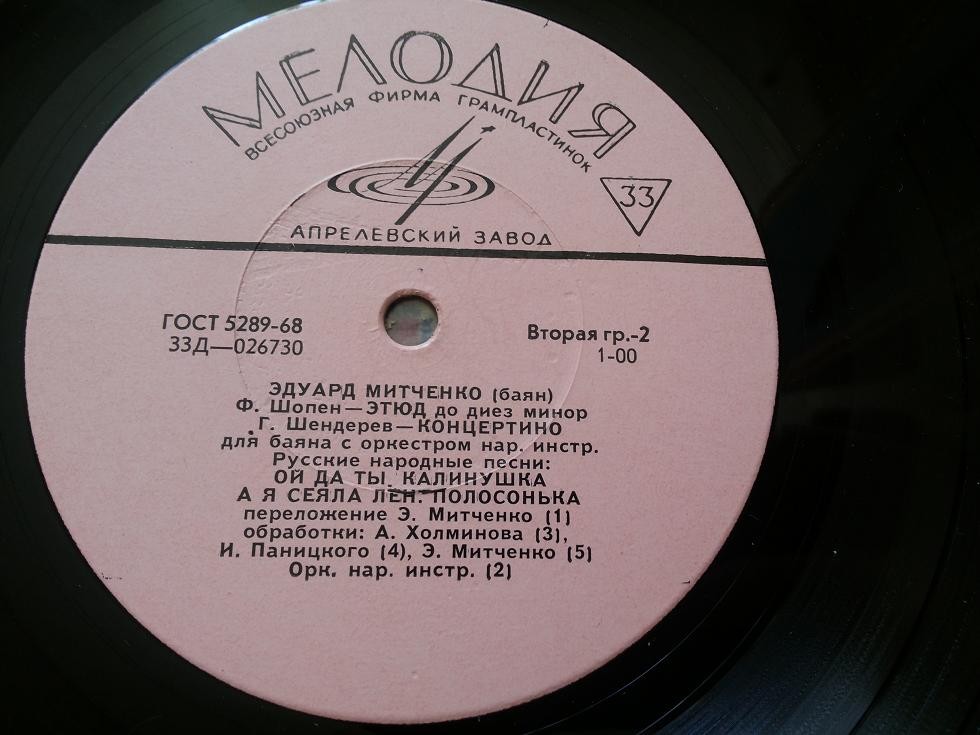 МЕЛОДИЯ
ВСЕСОЮЗНАЯ ФИРМА ГРАМПЛАСТИНОК
33
АПРЕЛЕВСКИЙ ЗАВОД
ГОСТ 5289-68
33Д—026730
Вторая гр.-2
1-00
ЭДУАРД МИТЧЕНКО (баян)
Ф. Шопен—ЭТЮД до диез минор
Г. Шендерев—КОНЦЕРТИНО
для баяна с оркестром нар. инстр.
Русские народные песни:
ОЙ ДА ТЫ, КАЛИНУШКА
А Я СЕЯЛА ЛЕН. ПОЛОСОНЬКА
переложение Э. Митченко (1)
обработки: А. Холминова (3),
И. Паницкого (4), Э. Митченко (5)
Орк. нар. инстр. (2)